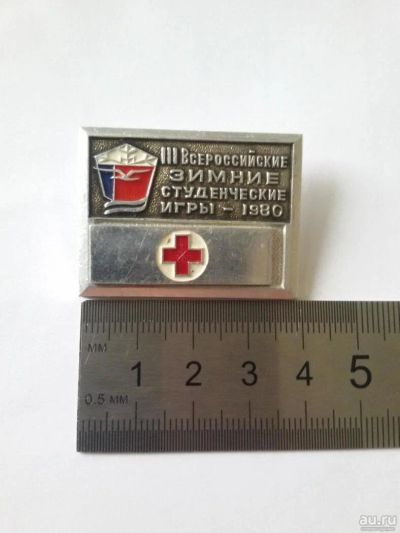 III ВСЕРОССИЙСКИЕ
ЗИМНИЕ
СТУДЕНЧЕСКИЕ
ИГРЫ - 1980
ММ
1 2 3 4 5
0.5 ММ
au.ru